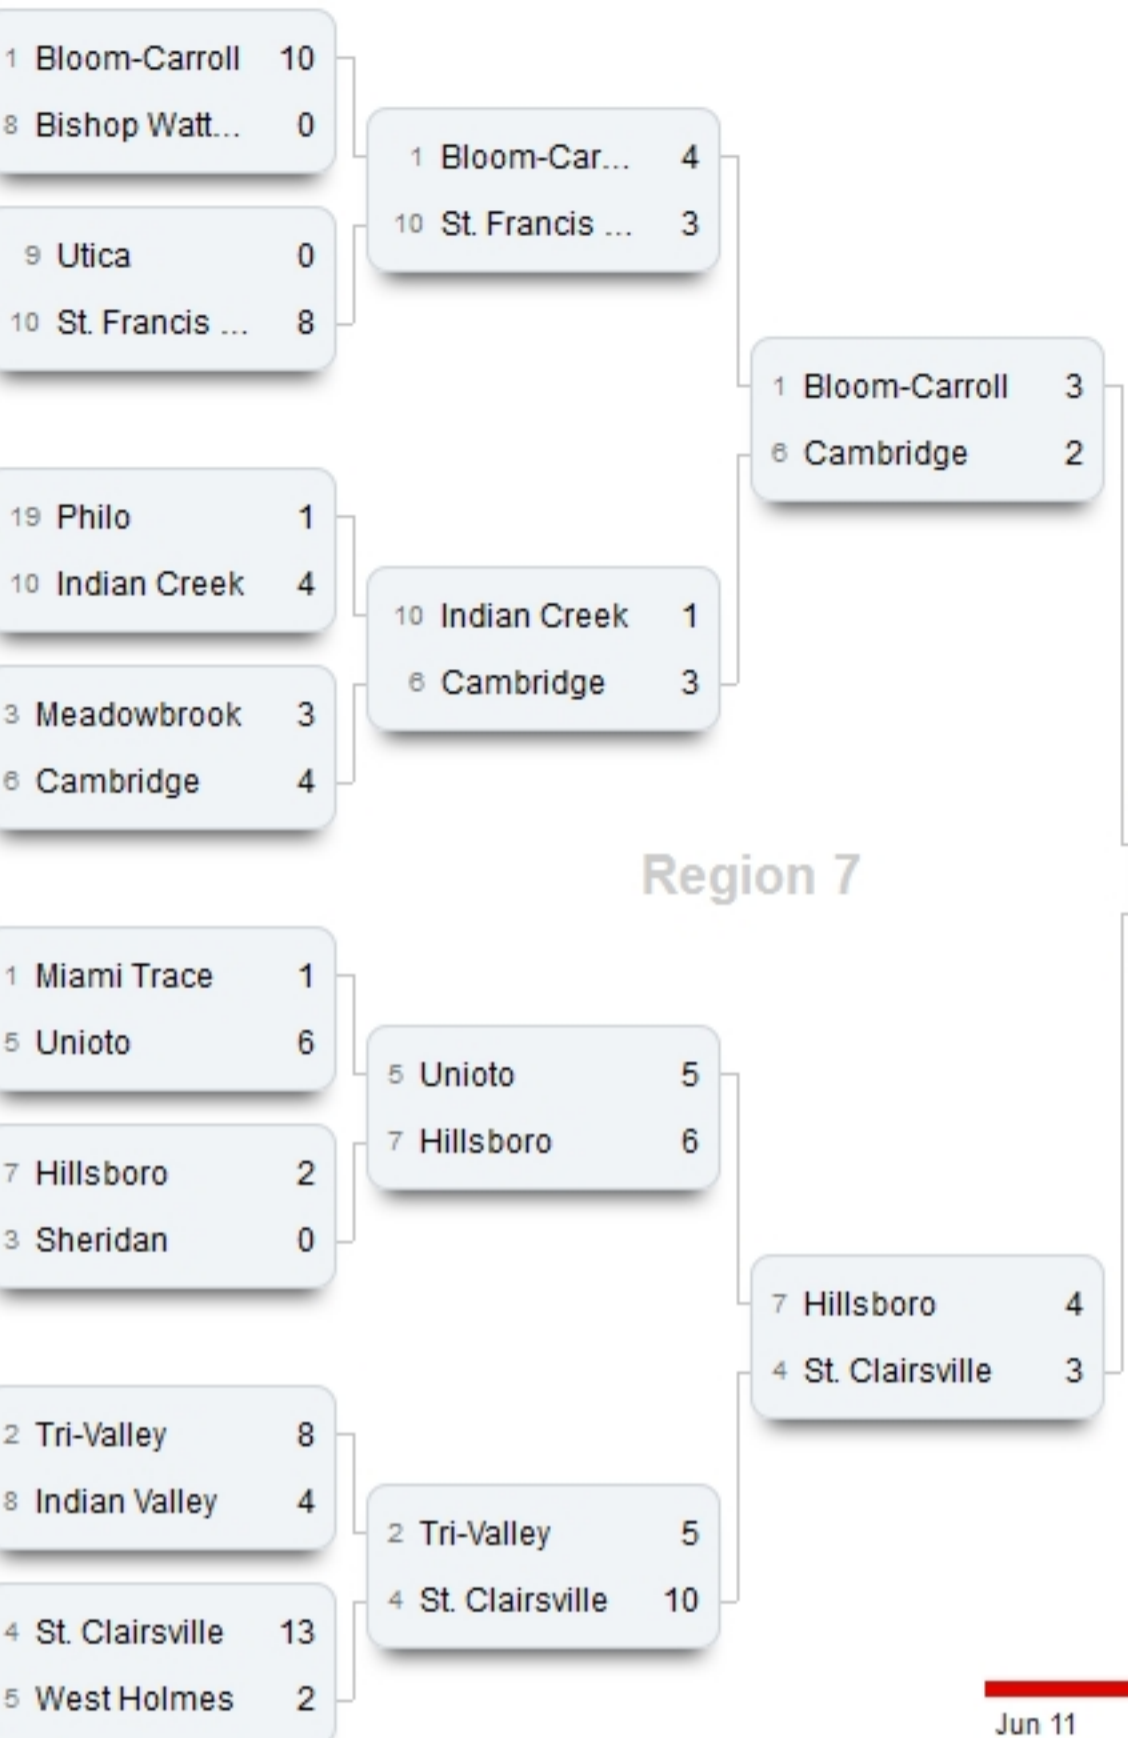 1 Bloom-Carroll 10
8 Bishop Watt... 0
9 Utica 0
10 St. Francis ... 8
19 Philo 1
10 Indian Creek 4
3 Meadowbrook 3
6 Cambridge 4
1 Miami Trace 1
5 Unioto 6
7 Hillsboro 2
3 Sheridan 0
2 Tri-Valley 8
8 Indian Valley 4
4 St. Clairsville 13
5 West Holmes 2
1 Bloom-Car... 4
10 St. Francis ... 3
10 Indian Creek 1
6 Cambridge 3
5 Unioto 5
7 Hillsboro 6
2 Tri-Valley 5
4 St. Clairsville 10
1 Bloom-Carroll 3
6 Cambridge 2
Region 7
7 Hillsboro 4
4 St. Clairsville 3
Jun 11